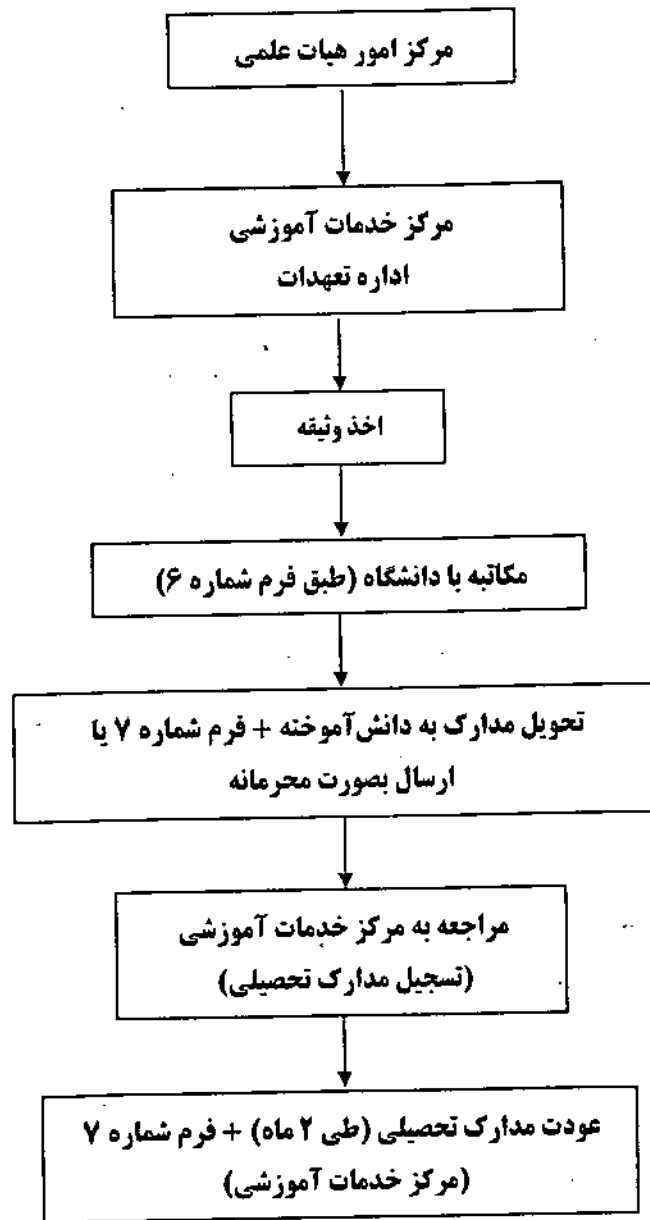 مرکز امور هیات علمی
مرکز خدمات آموزشی
اداره تعهدات
اخذ وثیقه
مکاتبه با دانشگاه (طبق فرم شماره ۶)
تحویل مدارک به دانش‌آموخته + فرم شماره ۷ یا
ارسال بصورت محرمانه
مراجعه به مرکز خدمات آموزشی
(تسجیل مدارک تحصیلی)
عودت مدارک تحصیلی (طی ۲ ماه) + فرم شماره ۷
(مرکز خدمات آموزشی)